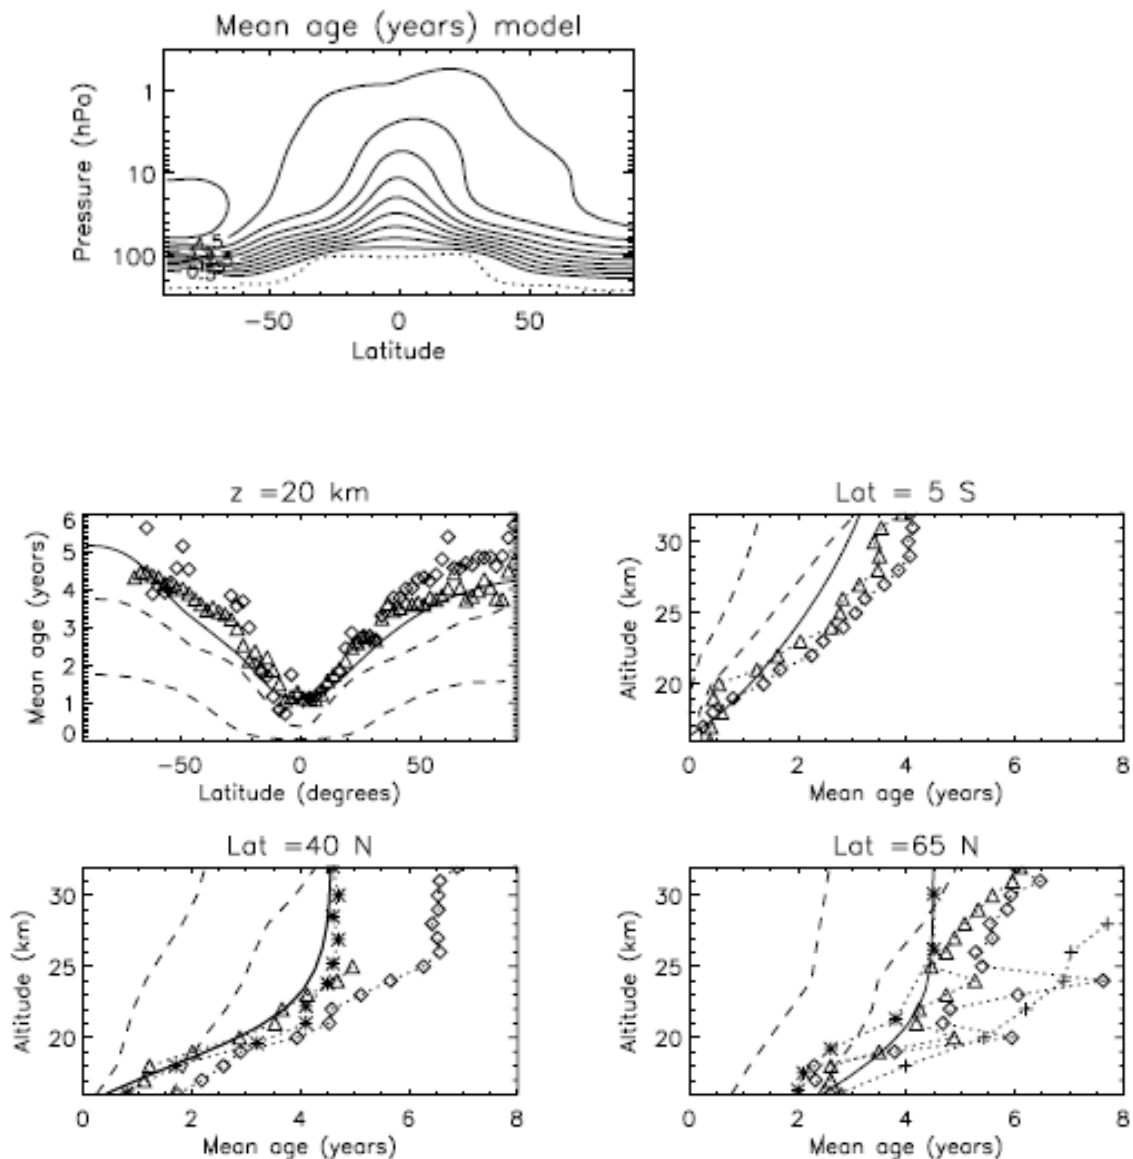 Mean age (years) model
Pressure (hPa)
1
10
100
0.5
-50 0 50
Latitude
z =20 km
Mean age (years)
6
5
4
3
2
1
0
-50 0 50
Latitude (degrees)
Lat = 5 S
Altitude (km)
30
25
20
0 2 4 6 8
Mean age (years)
Lat =40 N
Altitude (km)
30
25
20
0 2 4 6 8
Mean age (years)
Lat =65 N
Altitude (km)
30
25
20
0 2 4 6 8
Mean age (years)